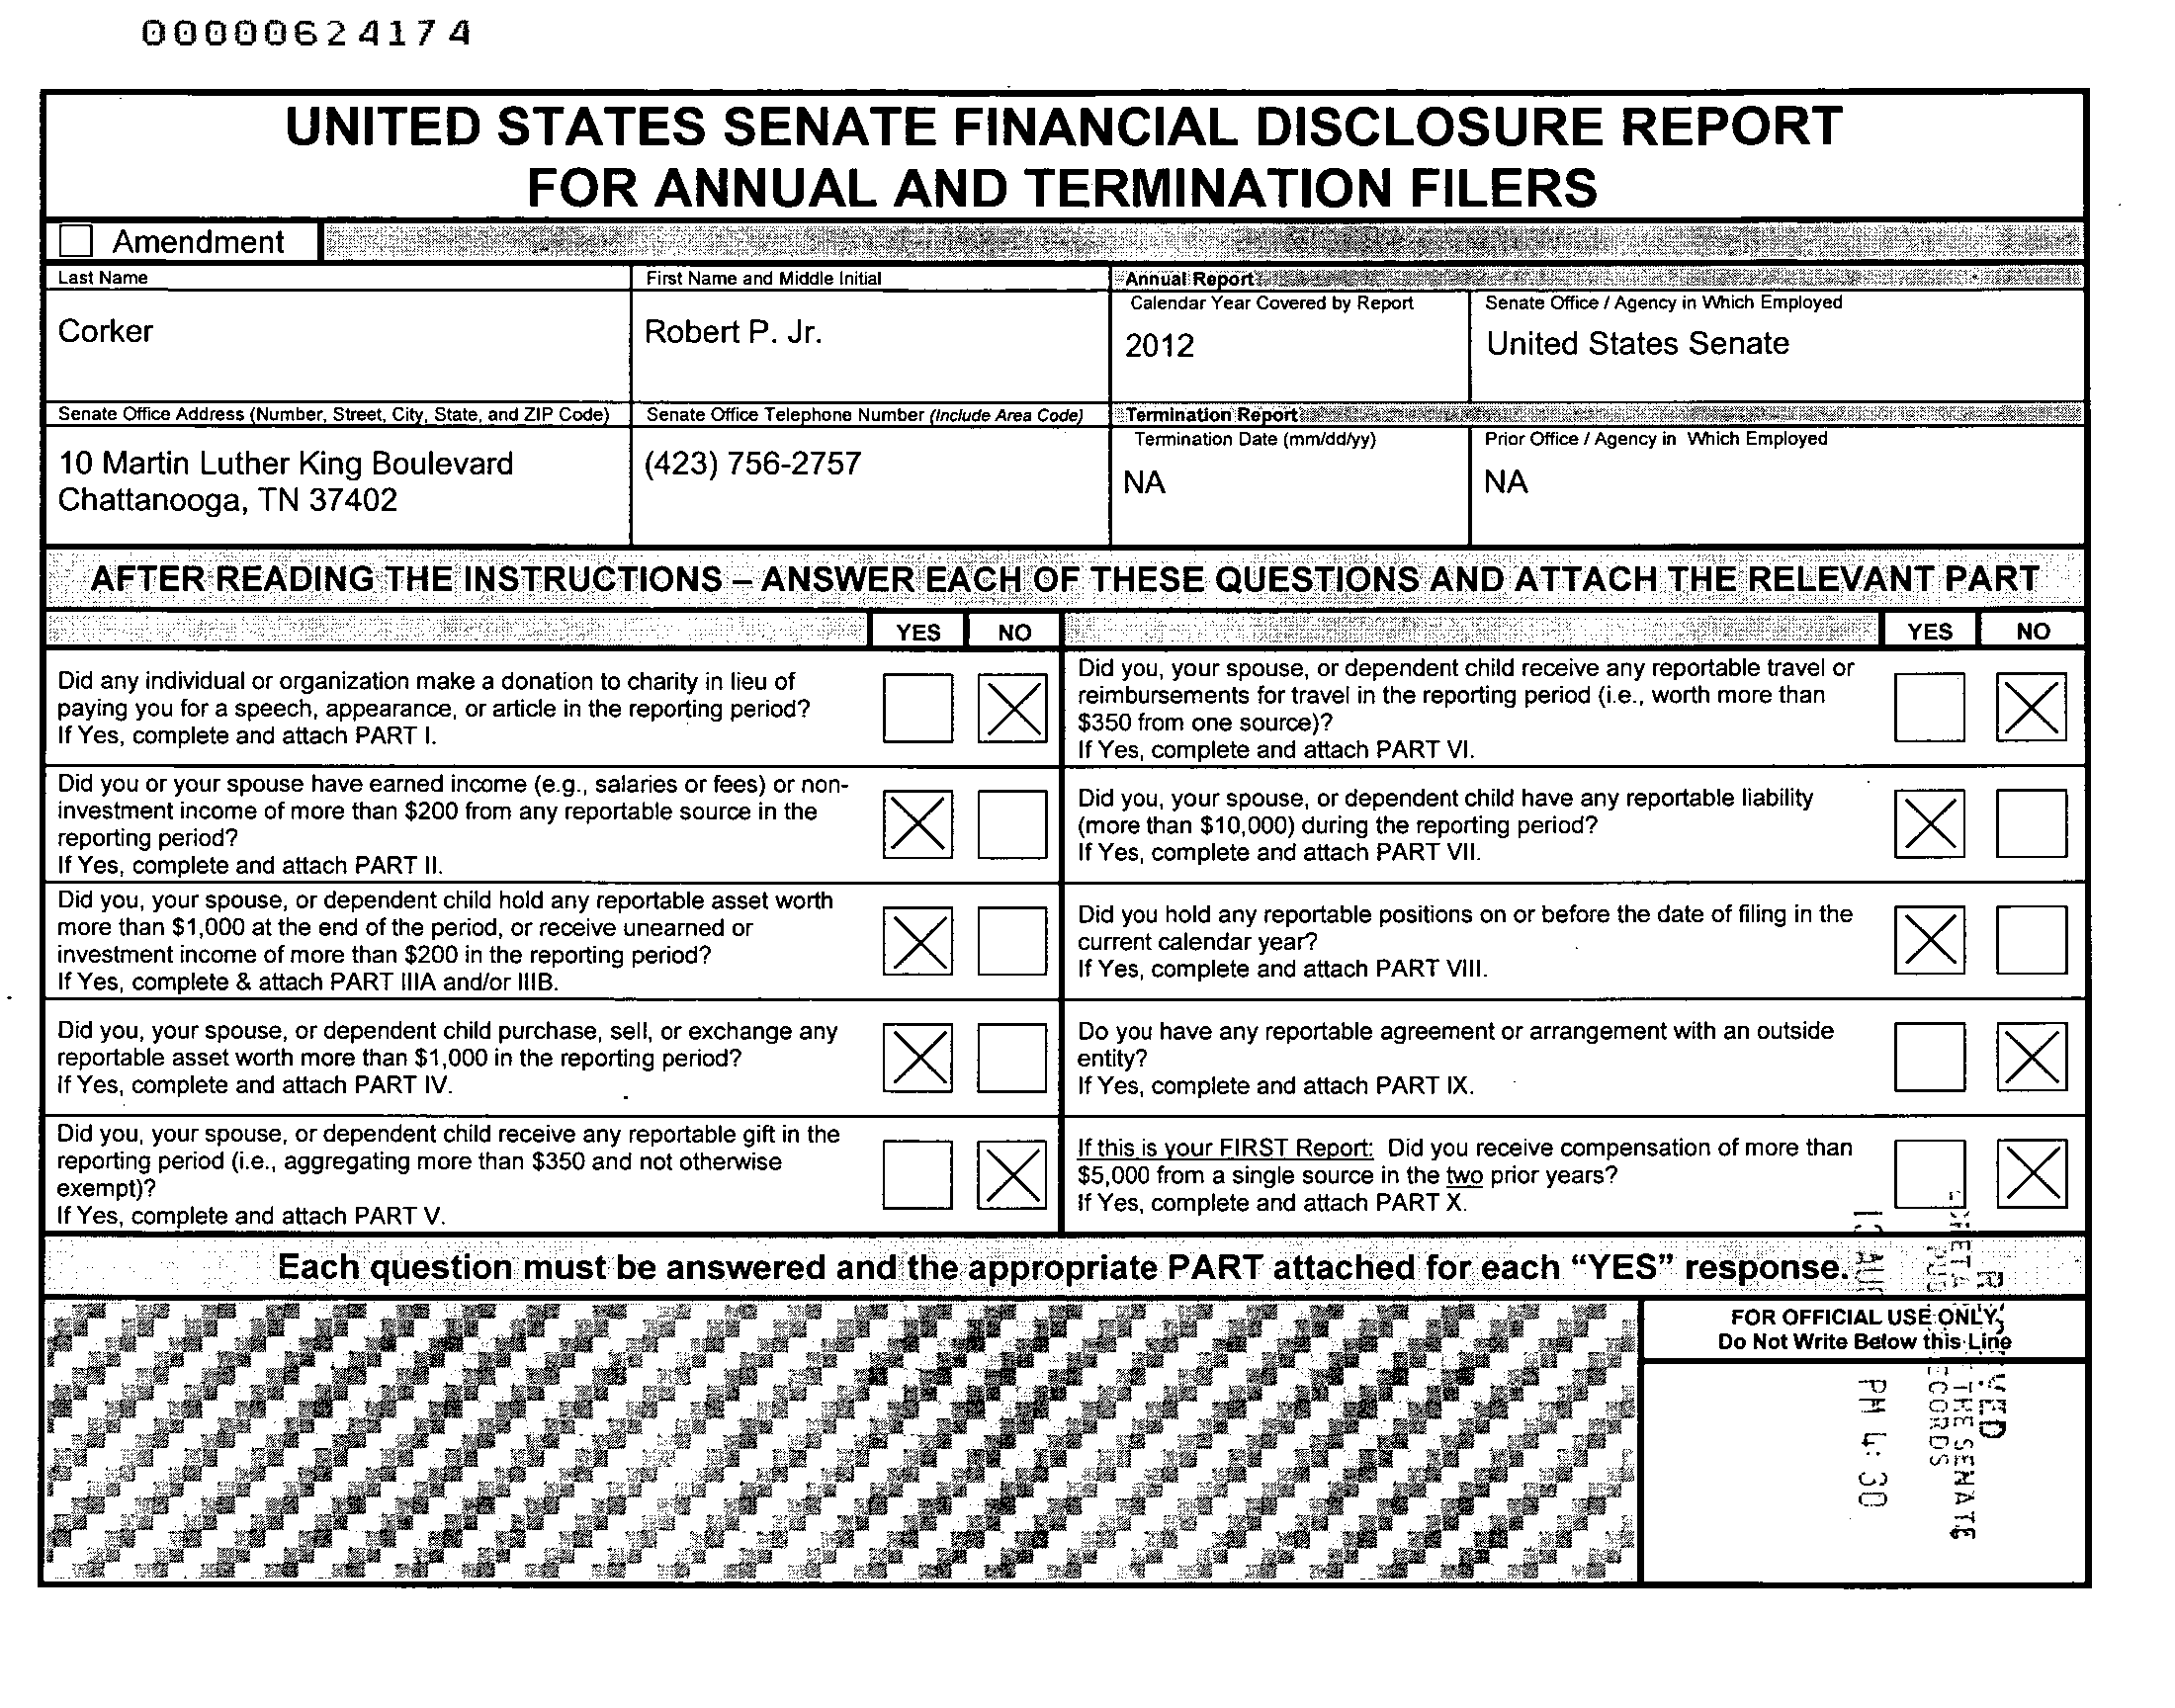 00000624174
UNITED STATES SENATE FINANCIAL DISCLOSURE REPORT
FOR ANNUAL AND TERMINATION FILERS
Amendment
Last Name
First Name and Middle Initial
Annual Report
Calendar Year Covered by Report
Senate Office / Agency in Which Employed
Corker
Robert P. Jr.
2012
United States Senate
Senate Office Address (Number, Street, City, State, and ZIP Code)
Senate Office Telephone Number (Include Area Code)
Termination Report
Termination Date (mm/dd/yy)
Prior Office / Agency in Which Employed
10 Martin Luther King Boulevard
Chattanooga, TN 37402
(423) 756-2757
NA
NA
AFTER READING THE INSTRUCTIONS – ANSWER EACH OF THESE QUESTIONS AND ATTACH THE RELEVANT PART
YES NO
YES NO
Did any individual or organization make a donation to charity in lieu of
paying you for a speech, appearance, or article in the reporting period?
If Yes, complete and attach PART I.
Did you, your spouse, or dependent child receive any reportable travel or
reimbursements for travel in the reporting period (i.e., worth more than
$350 from one source)?
If Yes, complete and attach PART VI.
Did you or your spouse have earned income (e.g., salaries or fees) or non-
investment income of more than $200 from any reportable source in the
reporting period?
If Yes, complete and attach PART II.
Did you, your spouse, or dependent child have any reportable liability
(more than $10,000) during the reporting period?
If Yes, complete and attach PART VII.
Did you, your spouse, or dependent child hold any reportable asset worth
more than $1,000 at the end of the period, or receive unearned or
investment income of more than $200 in the reporting period?
If Yes, complete & attach PART IIIA and/or IIIB.
Did you hold any reportable positions on or before the date of filing in the
current calendar year?
If Yes, complete and attach PART VIII.
Did you, your spouse, or dependent child purchase, sell, or exchange any
reportable asset worth more than $1,000 in the reporting period?
If Yes, complete and attach PART IV.
Do you have any reportable agreement or arrangement with an outside
entity?
If Yes, complete and attach PART IX.
Did you, your spouse, or dependent child receive any reportable gift in the
reporting period (i.e., aggregating more than $350 and not otherwise
exempt)?
If Yes, complete and attach PART V.
If this is your FIRST Report: Did you receive compensation of more than
$5,000 from a single source in the two prior years?
If Yes, complete and attach PART X.
Each question must be answered and the appropriate PART attached for each “YES” response.
FOR OFFICIAL USE ONLY
Do Not Write Below this Line
THE SENATE
PM 4: 30